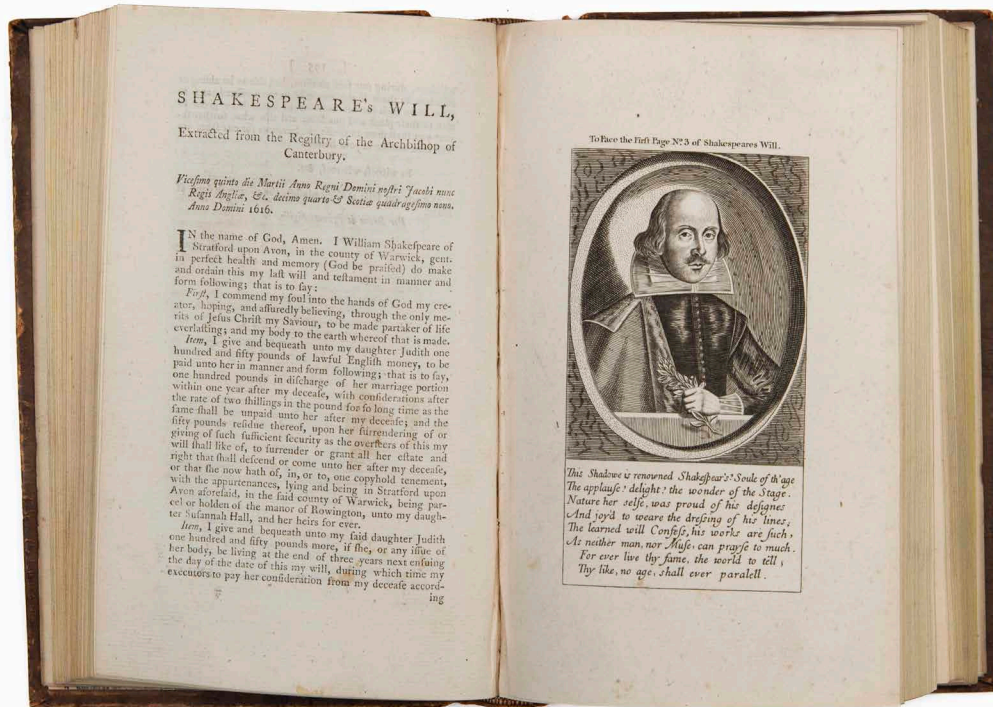 SHAKESPEARE's WILL,
Extracted from the Regiſtry of the Archbiſhop of
Canterbury.
Viceſimo quinto die Martii Anno Regni Domini noſtri Jacobi nunc
Regis Angliæ, &c. decimo quarto & Scotiæ quadrageſimo nono.
Anno Domini 1616.
IN the name of God, Amen. I William Shakeſpeare of
Stratford upon Avon, in the county of Warwick, gent.
in perfect health and memory (God be praiſed) do make
and ordain this my laſt will and teſtament in manner and
form following; that is to ſay:
Firſt, I commend my ſoul into the hands of God my cre-
ator, hoping, and aſſuredly believing, through the only me-
rits of Jeſus Chriſt my Saviour, to be made partaker of life
everlaſting; and my body to the earth whereof that is made.
Item, I give and bequeath unto my daughter Judith one
hundred and fifty pounds of lawful Engliſh money, to be
paid unto her in manner and form following; that is to ſay,
one hundred pounds in diſcharge of her marriage portion
within one year after my deceaſe, with conſiderations after
the rate of two ſhillings in the pound for ſo long time as the
ſame ſhall be unpaid unto her after my deceaſe; and the
fifty pounds reſidue thereof, upon her ſurrendering of or
giving of ſuch ſufficient ſecurity as the overſeers of this my
will ſhall like of, to ſurrender or grant all her eſtate and
right that ſhall deſcend or come unto her after my deceaſe,
or that ſhe now hath of, in, or to, one copyhold tenement,
with the appurtenances, lying and being in Stratford upon
Avon aforeſaid, in the ſaid county of Warwick, being par-
cel or holden of the manor of Rowington, unto my daugh-
ter Suſannah Hall, and her heirs for ever.
Item, I give and bequeath unto my ſaid daughter Judith
one hundred and fifty pounds more, if ſhe, or any iſſue of
her body, be living at the end of three years next enſuing
the day of the date of this my will, during which time my
executors to pay her conſideration from my deceaſe accord-
ing
To Face the Firſt Page Nº. 3 of Shakespeares Will.
This Shadowe is renowned Shakeſpear's? Soule of th'age
The applauſe? delight? the wonder of the Stage.
Nature her selfe, was proud of his deſignes
And joy'd to weare the dreſſing of his lines;
The learned will Confeſs, his works are ſuch,
As neither man, nor Muſe, can prayſe to much.
For ever live thy fame, the world to tell,
Thy like, no age, shall ever paralell.